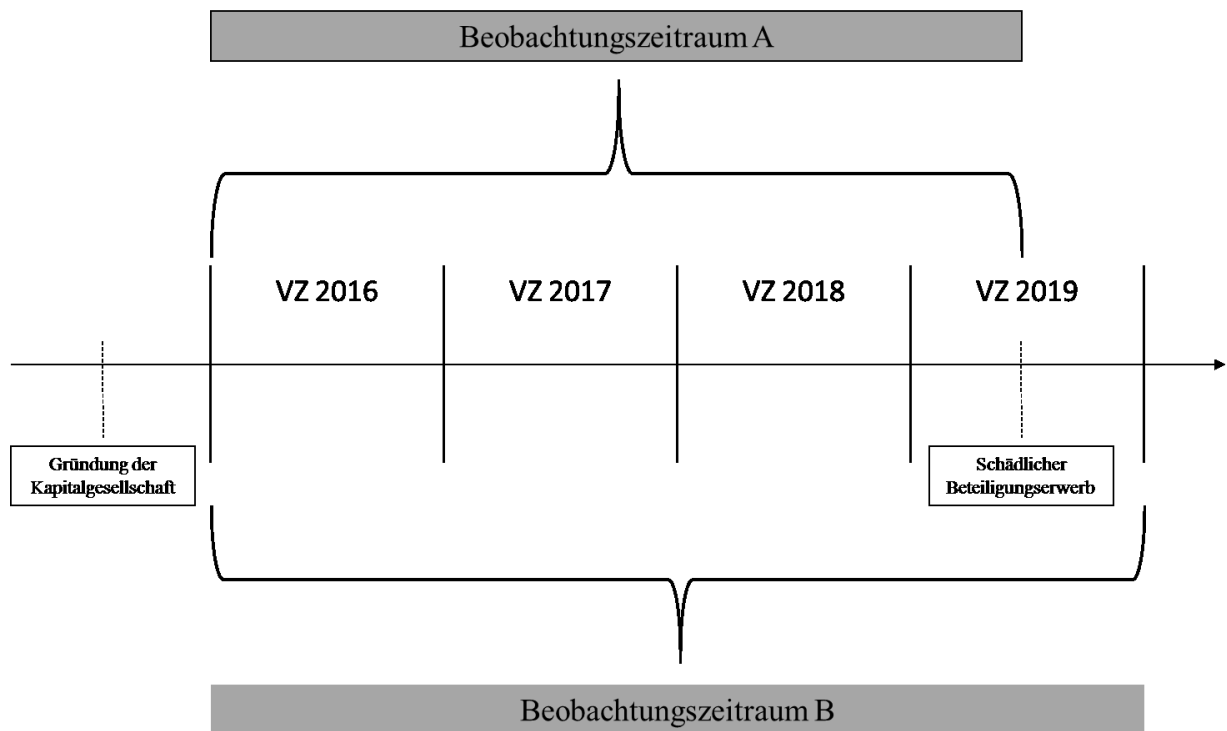 Beobachtungszeitraum A
VZ 2016
VZ 2017
VZ 2018
VZ 2019
Gründung der
Kapitalgesellschaft
Schädlicher
Beteiligungserwerb
Beobachtungszeitraum B